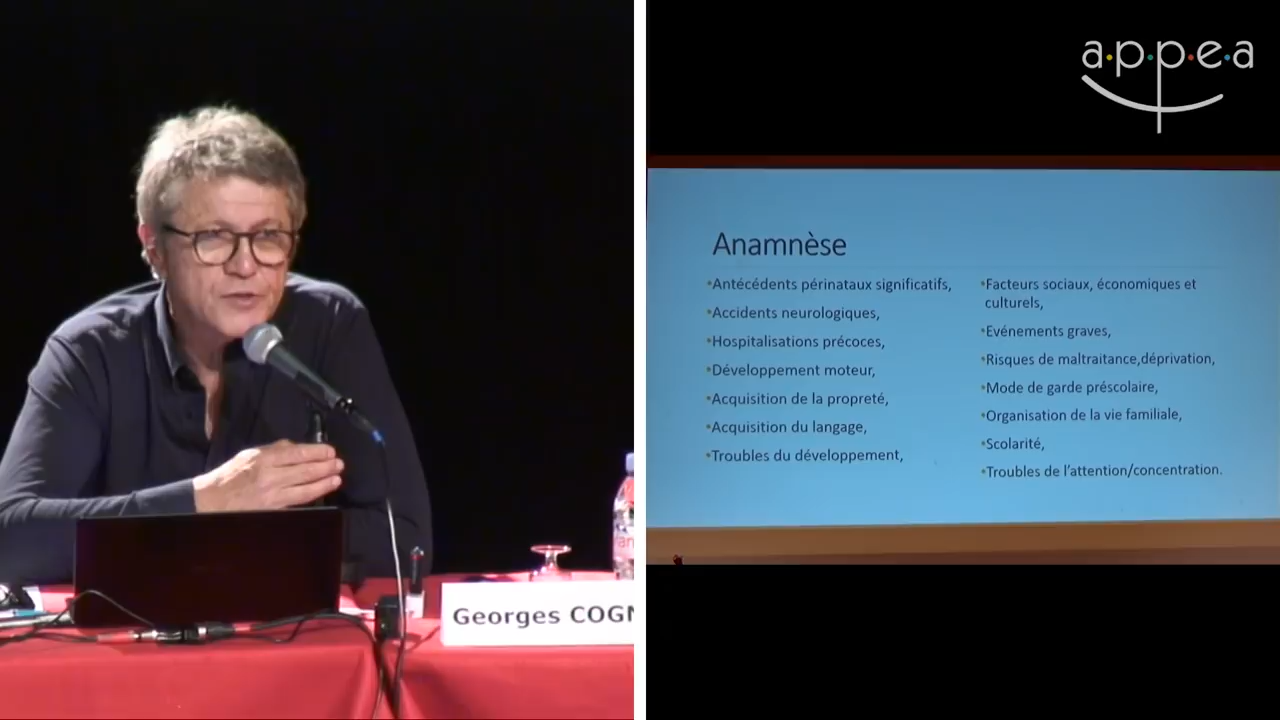 a.p.p.e.a
Anamnèse
•Antécédents périnataux significatifs,
•Accidents neurologiques,
•Hospitalisations précoces,
•Développement moteur,
•Acquisition de la propreté,
•Acquisition du langage,
•Troubles du développement,
•Facteurs sociaux, économiques et
culturels,
•Evénements graves,
•Risques de maltraitance,déprivation,
•Mode de garde préscolaire,
•Organisation de la vie familiale,
•Scolarité,
•Troubles de l'attention/concentration.
Georges COGN